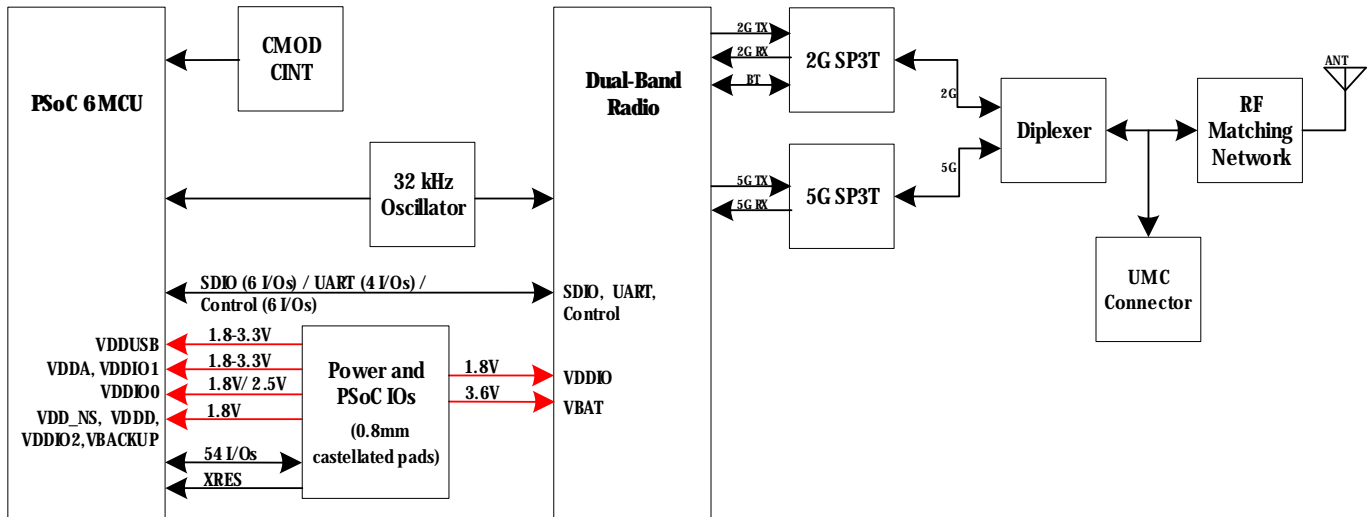 PSoC 6 MCU
CMOD
CINT
32 kHz
Oscillator
Dual-Band
Radio
2G TX
2G RX
BT
2G SP3T
2G
5G TX
5G RX
5G SP3T
5G
Diplexer
RF
Matching
Network
ANT
UMC
Connector
SDIO (6 I/Os) / UART (4 I/Os) /
Control (6 I/Os)
SDIO, UART,
Control
VDDUSB
1.8-3.3V
VDDA, VDDIO1
1.8-3.3V
VDDIO0
1.8V/ 2.5V
VDD_NS, VDDD,
VDDIO2,VBACKUP
1.8V
54 I/Os
XRES
Power and
PSoC IOs
(0.8mm
castellated pads)
1.8V
VDDIO
3.6V
VBAT